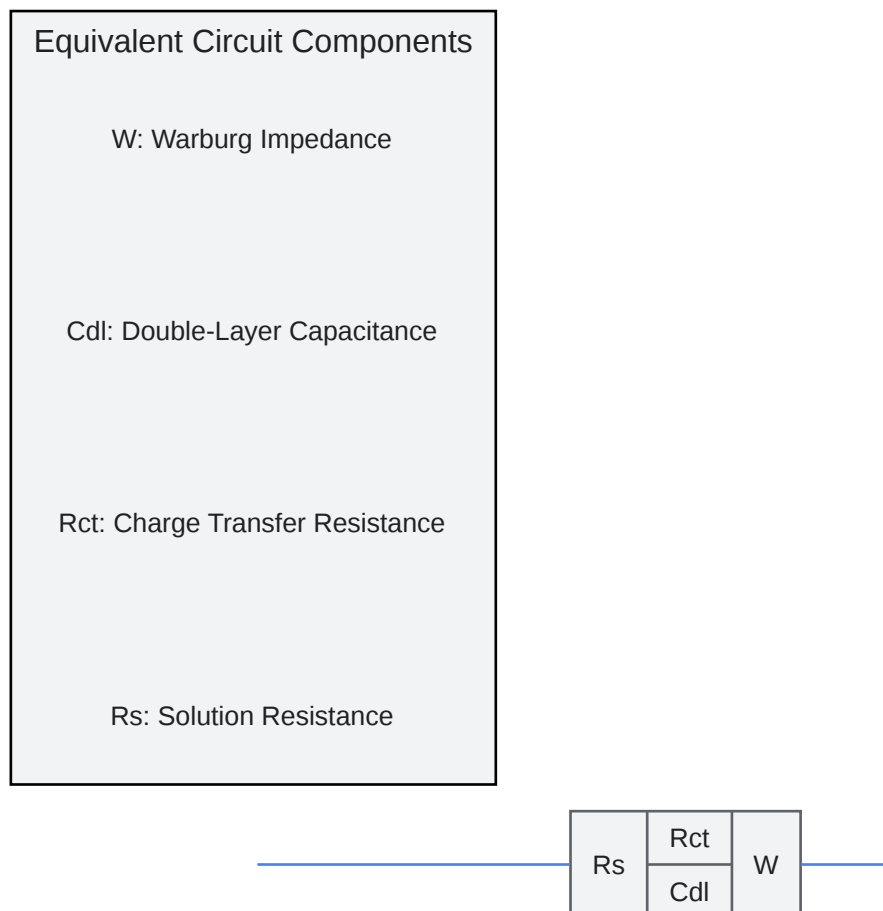 Equivalent Circuit Components
W: Warburg Impedance
Cdl: Double-Layer Capacitance
Rct: Charge Transfer Resistance
Rs: Solution Resistance
Rs
Rct
Cdl
W